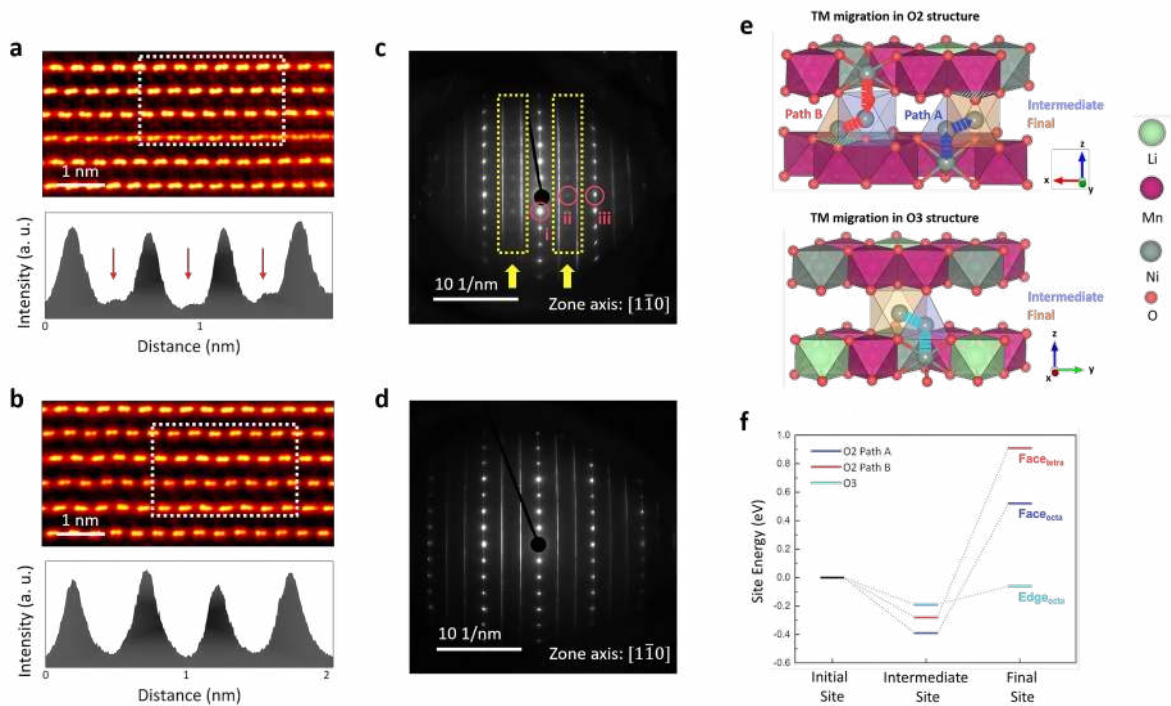 a
1 nm
Intensity (a. u.)
0
1
Distance (nm)
b
1 nm
Intensity (a. u.)
0
1
2
Distance (nm)
c
i
ii
iii
10 1/nm
Zone axis: [11̄0]
d
10 1/nm
Zone axis: [11̄0]
e
TM migration in O2 structure
Path B
Path A
Intermediate
Final
z
x
y
TM migration in O3 structure
Intermediate
Final
z
x
y
Li
Mn
Ni
O
f
Site Energy (eV)
1.0
0.8
0.6
0.4
0.2
0.0
-0.2
-0.4
-0.6
O2 Path A
O2 Path B
O3
Face_tetra
Face_octa
Edge_octa
Initial
Site
Intermediate
Site
Final
Site